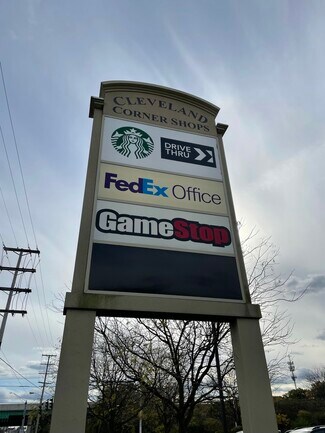 CLEVELAND
CORNER SHOPS
DRIVE
THRU
FedEx Office
GameStop